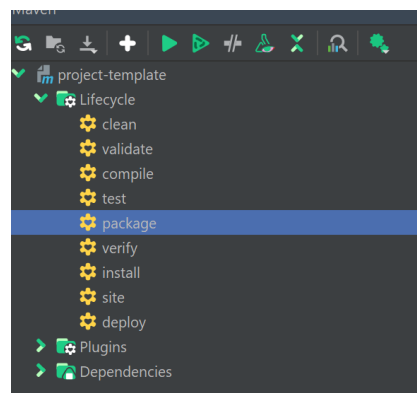 Maven
project-template
Lifecycle
clean
validate
compile
test
package
verify
install
site
deploy
Plugins
Dependencies